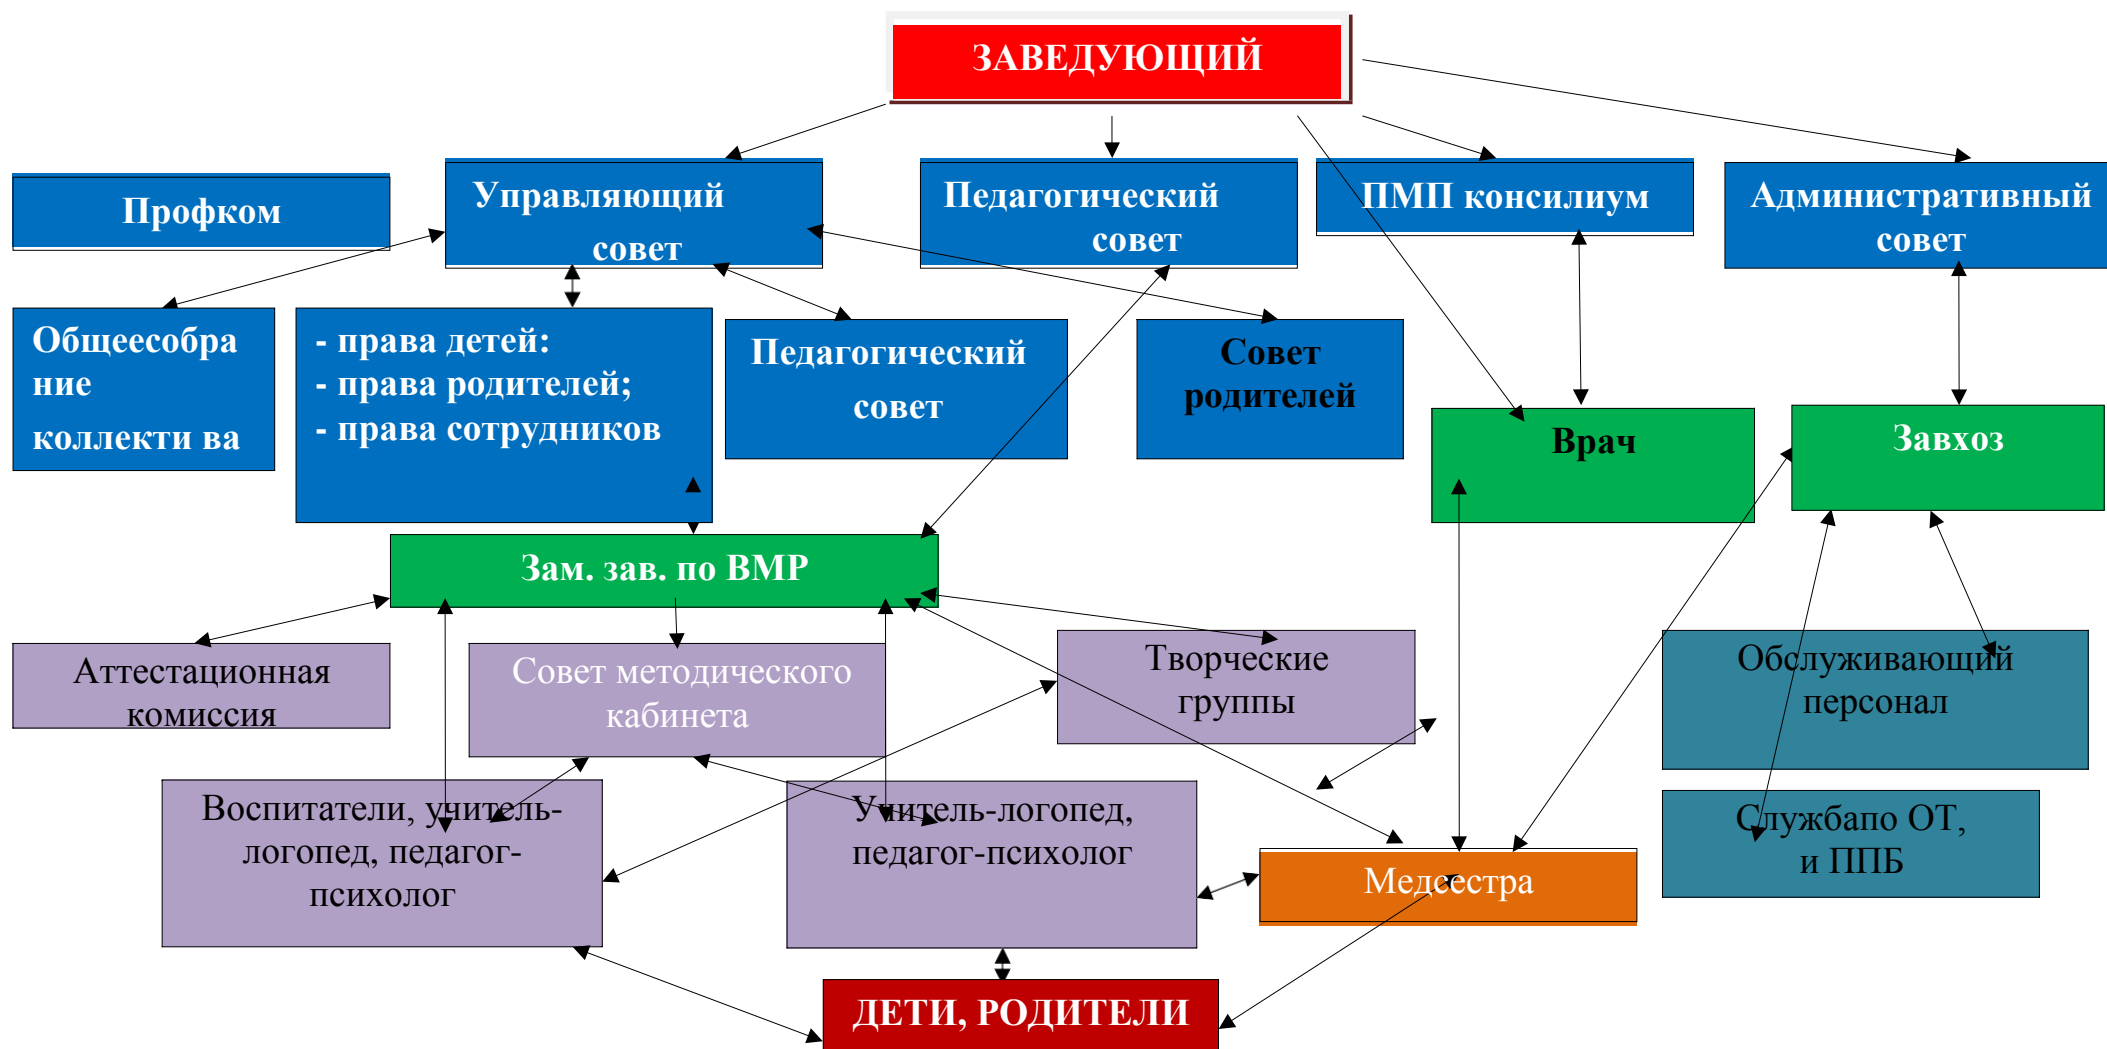 ЗАВЕДУЮЩИЙ
Профком
Управляющий
совет
Педагогический
совет
ПМП консилиум
Административный
совет
Общеесобра
ние
коллекти ва
- права детей:
- права родителей;
- права сотрудников
Педагогический
совет
Совет
родителей
Врач
Завхоз
Зам. зав. по ВМР
Аттестационная
комиссия
Совет методического
кабинета
Творческие
группы
Обслуживающий
персонал
Воспитатели, учитель-
логопед, педагог-
психолог
Учитель-логопед,
педагог-психолог
Медсестра
Службапо ОТ,
и ППБ
ДЕТИ, РОДИТЕЛИ